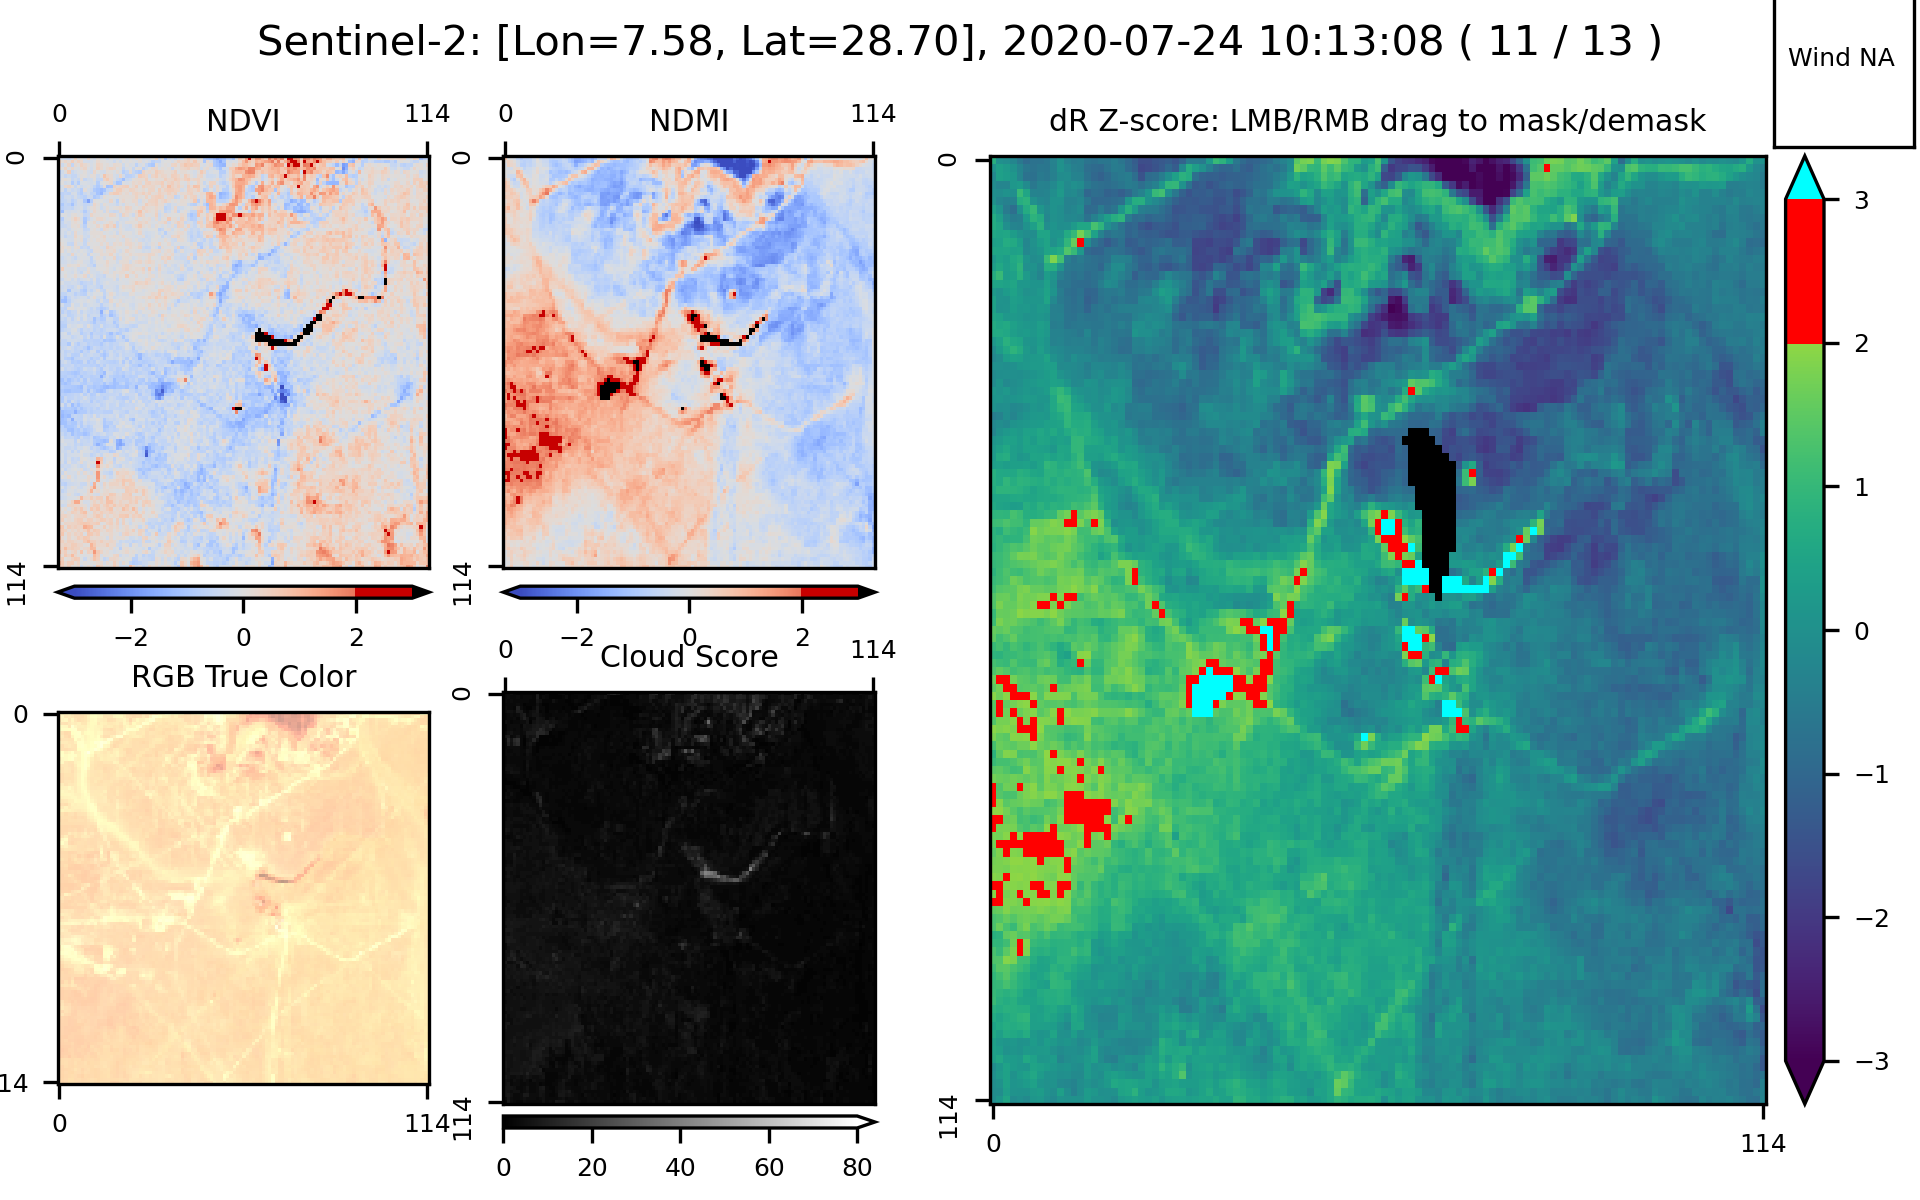 Sentinel-2: [Lon=7.58, Lat=28.70], 2020-07-24 10:13:08 ( 11 / 13 )
Wind NA
0 114
NDVI
0
114
−2 0 2
0 114
NDMI
0
114
−2 0 2
dR Z-score: LMB/RMB drag to mask/demask
0
114
0 114
3
2
1
0
−1
−2
−3
RGB True Color
0
14
0 114
0 114
Cloud Score
0
114
0 20 40 60 80